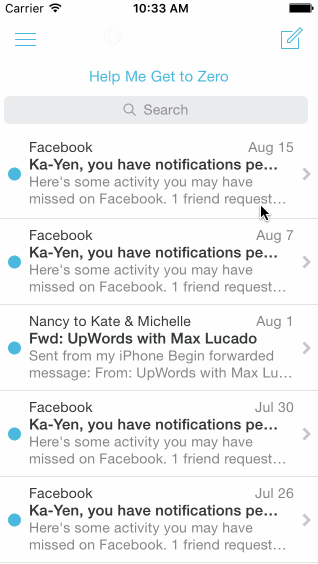 Carrier 10:33 AM
Help Me Get to Zero
Search
Facebook Aug 15
Ka-Yen, you have notifications pe...
Here's some activity you may have
missed on Facebook. 1 friend request...
Facebook Aug 7
Ka-Yen, you have notifications pe...
Here's some activity you may have
missed on Facebook. 1 friend request...
Nancy to Kate & Michelle Aug 1
Fwd: UpWords with Max Lucado
Sent from my iPhone Begin forwarded
message: From: UpWords with Max Lu...
Facebook Jul 30
Ka-Yen, you have notifications pe...
Here's some activity you may have
missed on Facebook. 1 friend request...
Facebook Jul 26
Ka-Yen, you have notifications pe...
Here's some activity you may have
missed on Facebook. 1 friend request...